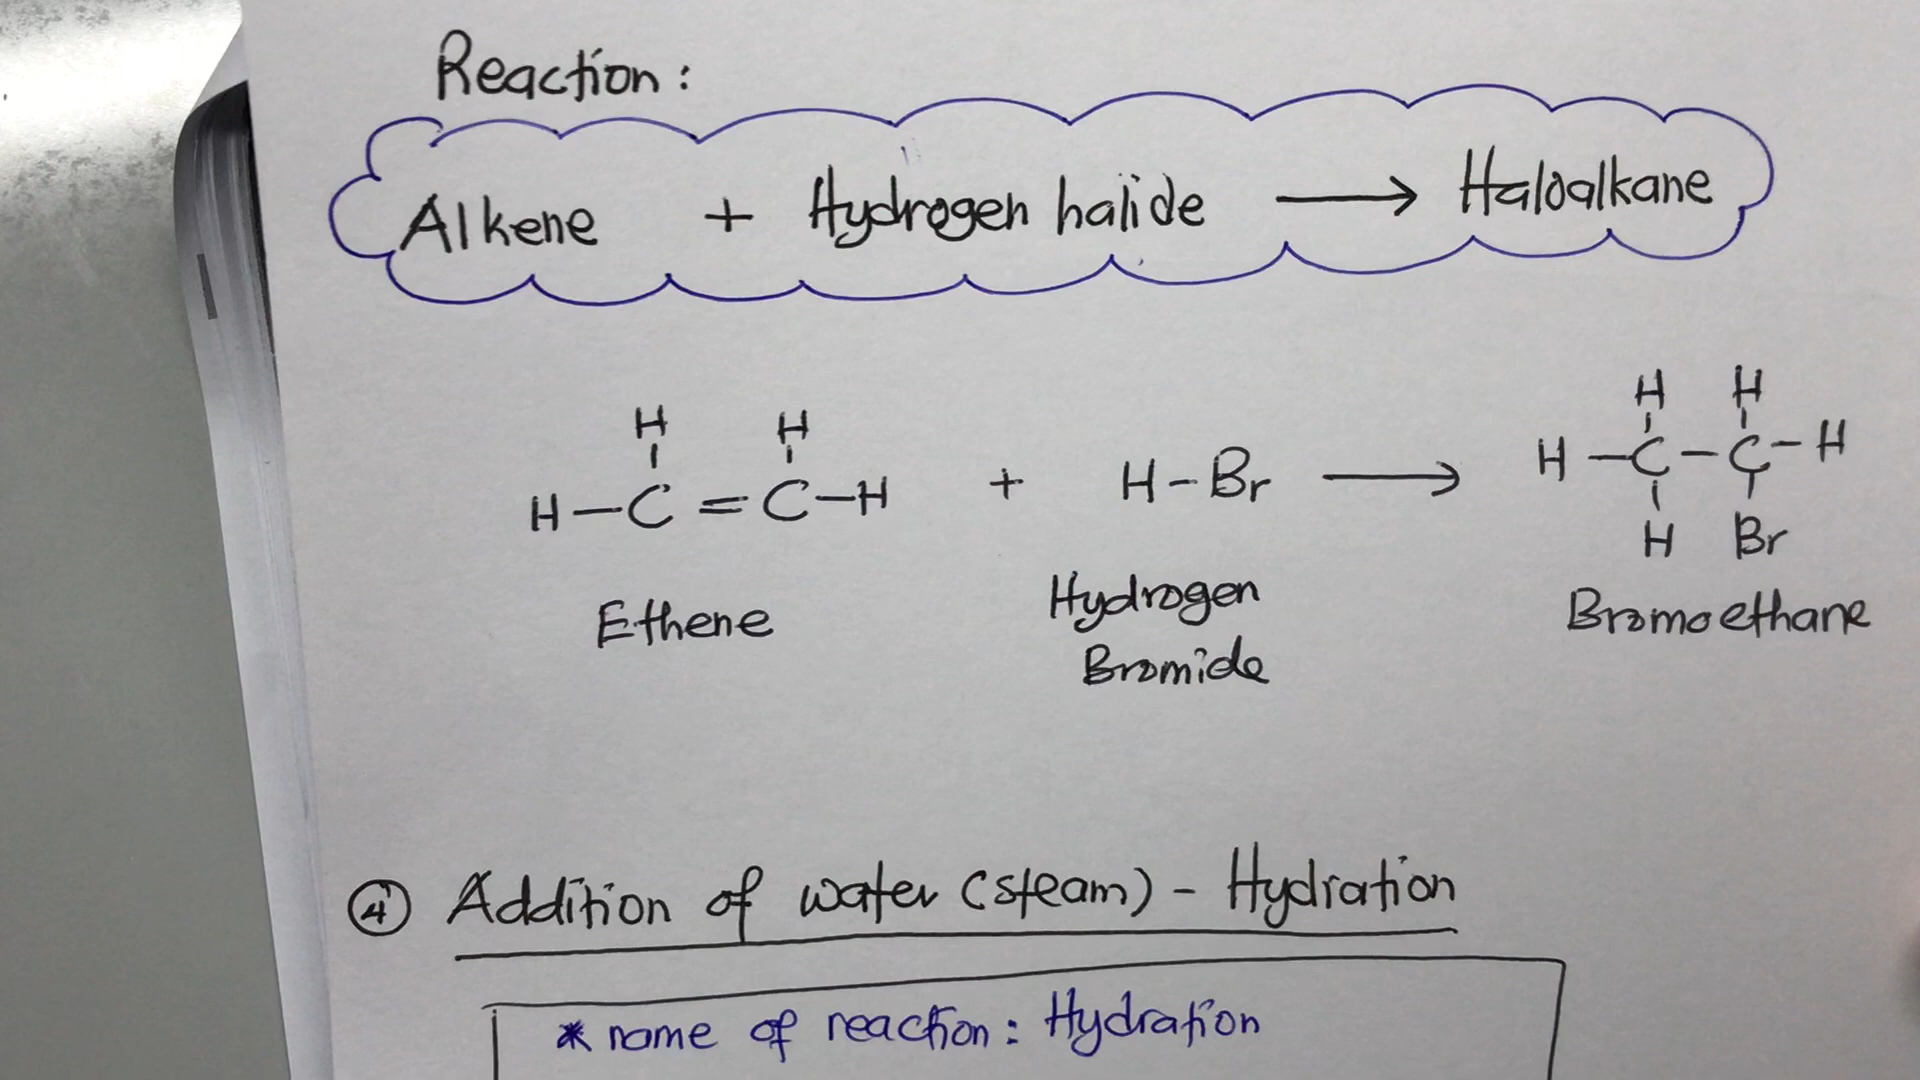 Reaction:
Alkene + Hydrogen halide → Haloalkane
H H H H
H-C=C-H + H-Br → H-C-C-H
H Br
Ethene Hydrogen Bromide Bromoethane
④ Addition of water (steam) - Hydration
* name of reaction: Hydration